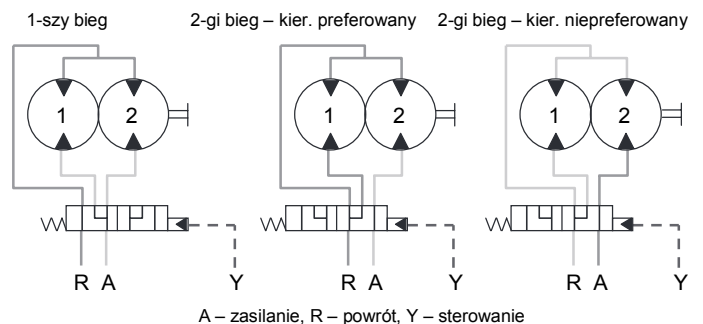 1-szy bieg
2-gi bieg – kier. preferowany
2-gi bieg – kier. niepreferowany
1 2
1 2
1 2
R A Y
R A Y
R A Y
A – zasilanie, R – powrót, Y – sterowanie